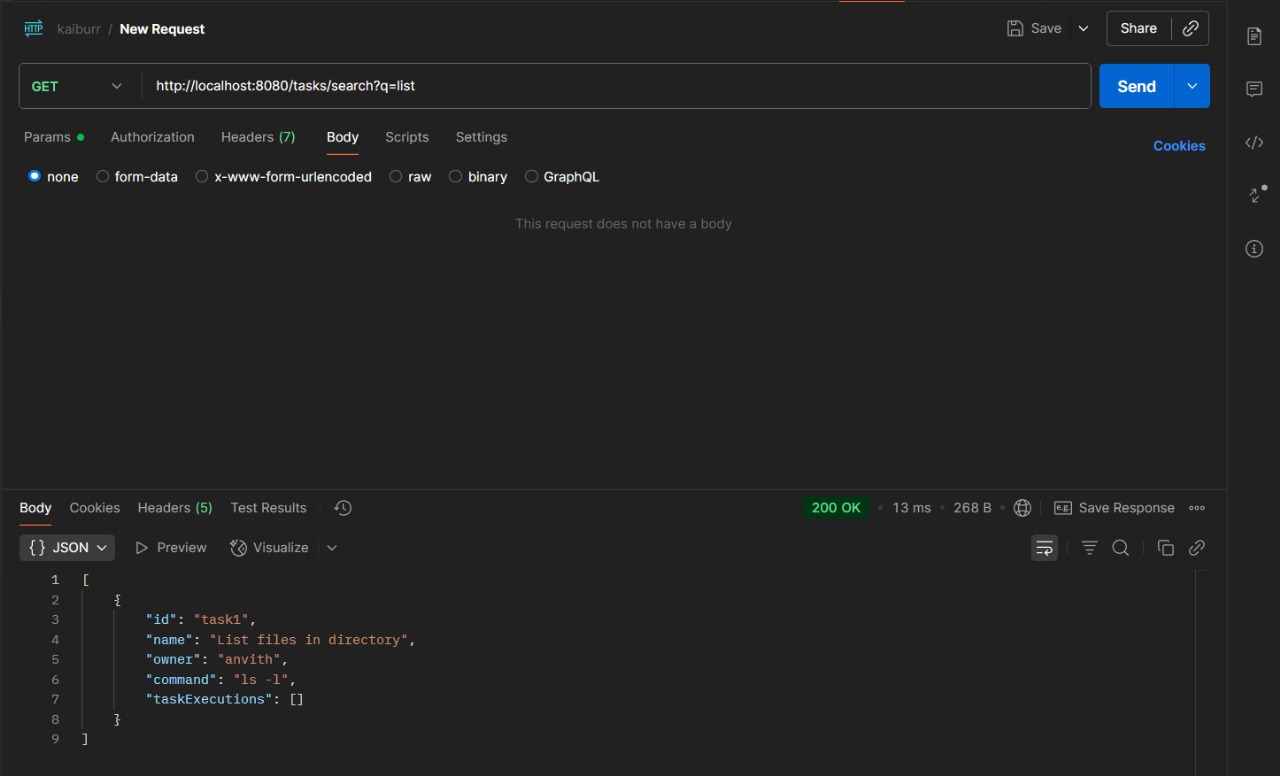 HTTP kaiburr / New Request Save Share
GET http://localhost:8080/tasks/search?q=list Send
Params Authorization Headers (7) Body Scripts Settings Cookies
none form-data x-www-form-urlencoded raw binary GraphQL
This request does not have a body
Body Cookies Headers (5) Test Results 200 OK • 13 ms • 268 B • e.g. Save Response
{} JSON Preview Visualize
1 [
2 {
3 "id": "task1",
4 "name": "List files in directory",
5 "owner": "anvith",
6 "command": "ls -l",
7 "taskExecutions": []
8 }
9 ]